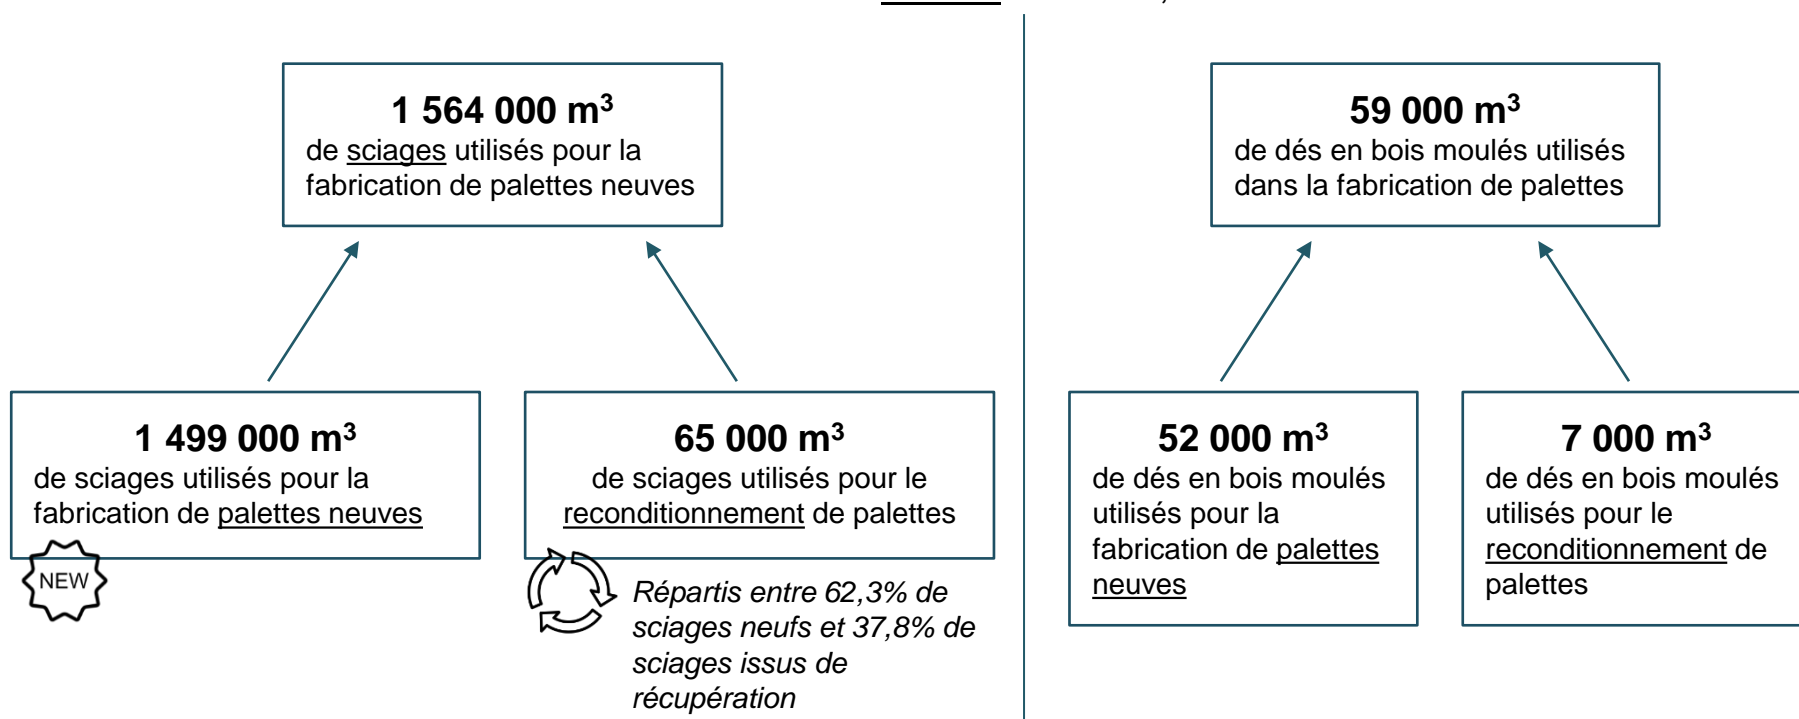 1 564 000 m³
de sciages utilisés pour la
fabrication de palettes neuves
59 000 m³
de dés en bois moulés utilisés
dans la fabrication de palettes
1 499 000 m³
de sciages utilisés pour la
fabrication de palettes neuves
NEW
65 000 m³
de sciages utilisés pour le
reconditionnement de palettes
Répartis entre 62,3% de
sciages neufs et 37,8% de
sciages issus de
récupération
52 000 m³
de dés en bois moulés
utilisés pour la
fabrication de palettes
neuves
7 000 m³
de dés en bois moulés
utilisés pour le
reconditionnement de
palettes